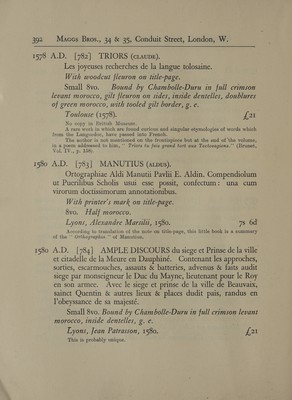 392 MAGGS BROS., 34 & 35, Conduit Street, London, W.
1578 A.D. [782] TRIORS (CLAUDE).
Les joyeuses recherches de la langue tolosaine.
With woodcut fleuron on title-page.
Small 8vo. Bound by Chambolle-Duru in full crimson
levant morocco, gilt fleuron on sides, inside dentelles, doublures
of green morocco, with tooled gilt border, g. e.
Toulouse (1578). £21
No copy in British Museum.
A rare work in which are found curious and singular etymologies of words which
from the Languedoc, have passed into French.
The author is not mentioned on the frontispiece but at the end of the volume,
in a poem addressed to him, "Triors tu fais grand tort aux Toulousains." (Brunet,
Vol. IV., p. 130).
1580 A.D. [783] MANUTIUS (ALDUS).
Ortographiae Aldi Manutii Pavlii E. Aldin. Compendiolum
ut Puerilibus Scholis usui esse possit, confectum: una cum
virorum doctissimorum annotationibus.
With printer's mark on title-page.
8vo. Half morocco.
Lyons, Alexandre Marsilii, 1580. 7s 6d
According to translation of the note on title-page, this little book is a summary
of the "Orthographiae" of Manutius.
1580 A.D. [784] AMPLE DISCOURS du siege et Prinse de la ville
et citadelle de la Meure en Dauphiné. Contenant les approches,
sorties, escarmouches, assauts & batteries, advenus & faits audit
siege par monseigneur le Duc du Mayne, lieutenant pour le Roy
en son armee. Avec le siege et prinse de la ville de Beauvaix,
sainct Quentin & autres lieux & places dudit pais, randus en
l'obeyssance de sa majesté.
Small 8vo. Bound by Chambolle-Duru in full crimson levant
morocco, inside dentelles, g. e.
Lyons, Jean Patrasson, 1580. £21
This is probably unique.